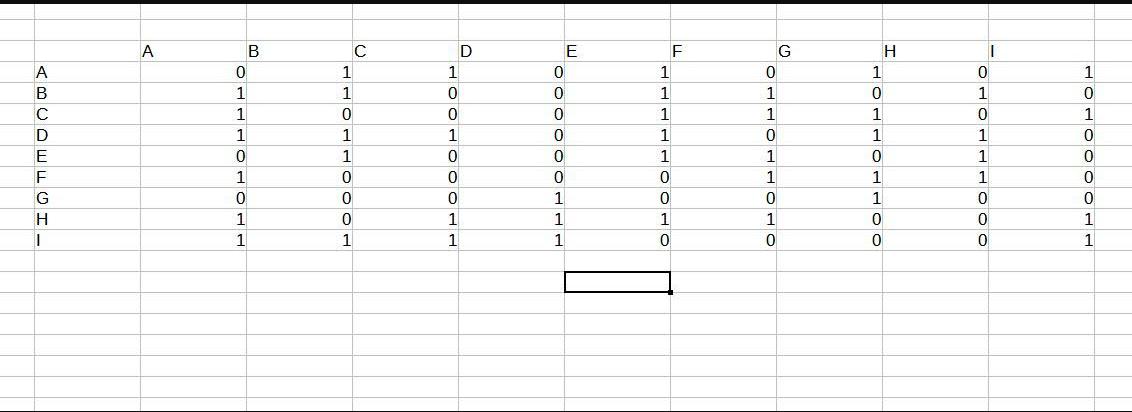 A B C D E F G H I
A 0 1 1 0 1 0 1 0 1
B 1 1 0 0 1 1 0 1 0
C 1 0 0 0 1 1 1 0 1
D 1 1 1 0 1 0 1 1 0
E 0 1 0 0 1 1 0 1 0
F 1 0 0 0 0 1 1 1 0
G 0 0 0 1 0 0 1 0 0
H 1 0 1 1 1 1 0 0 1
I 1 1 1 1 0 0 0 0 1